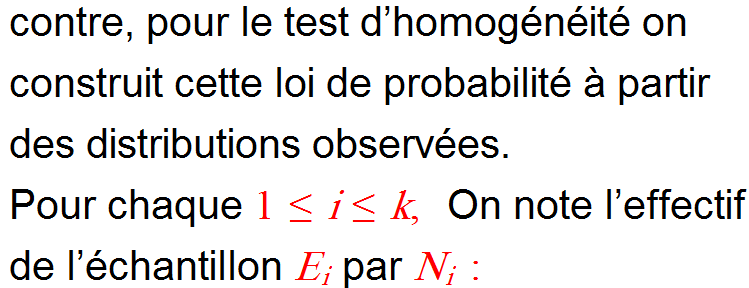 contre, pour le test d’homogénéité on
construit cette loi de probabilité à partir
des distributions observées.
Pour chaque 1 ≤ i ≤ k, On note l’effectif
de l’échantillon Eᵢ par Nᵢ :